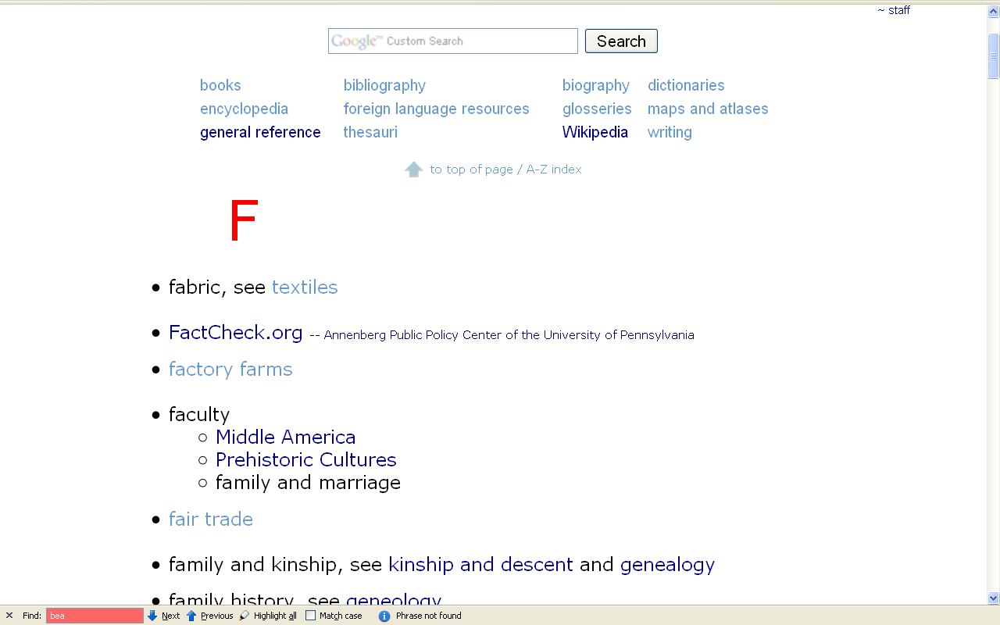 ~ staff
Google™ Custom Search Search
books bibliography biography dictionaries
encyclopedia foreign language resources glosseries maps and atlases
general reference thesauri Wikipedia writing
to top of page / A-Z index
F
• fabric, see textiles
• FactCheck.org -- Annenberg Public Policy Center of the University of Pennsylvania
• factory farms
• faculty
○ Middle America
○ Prehistoric Cultures
○ family and marriage
• fair trade
• family and kinship, see kinship and descent and genealogy
• family history, see geneology
Find: bea Next Previous Highlight all Match case Phrase not found